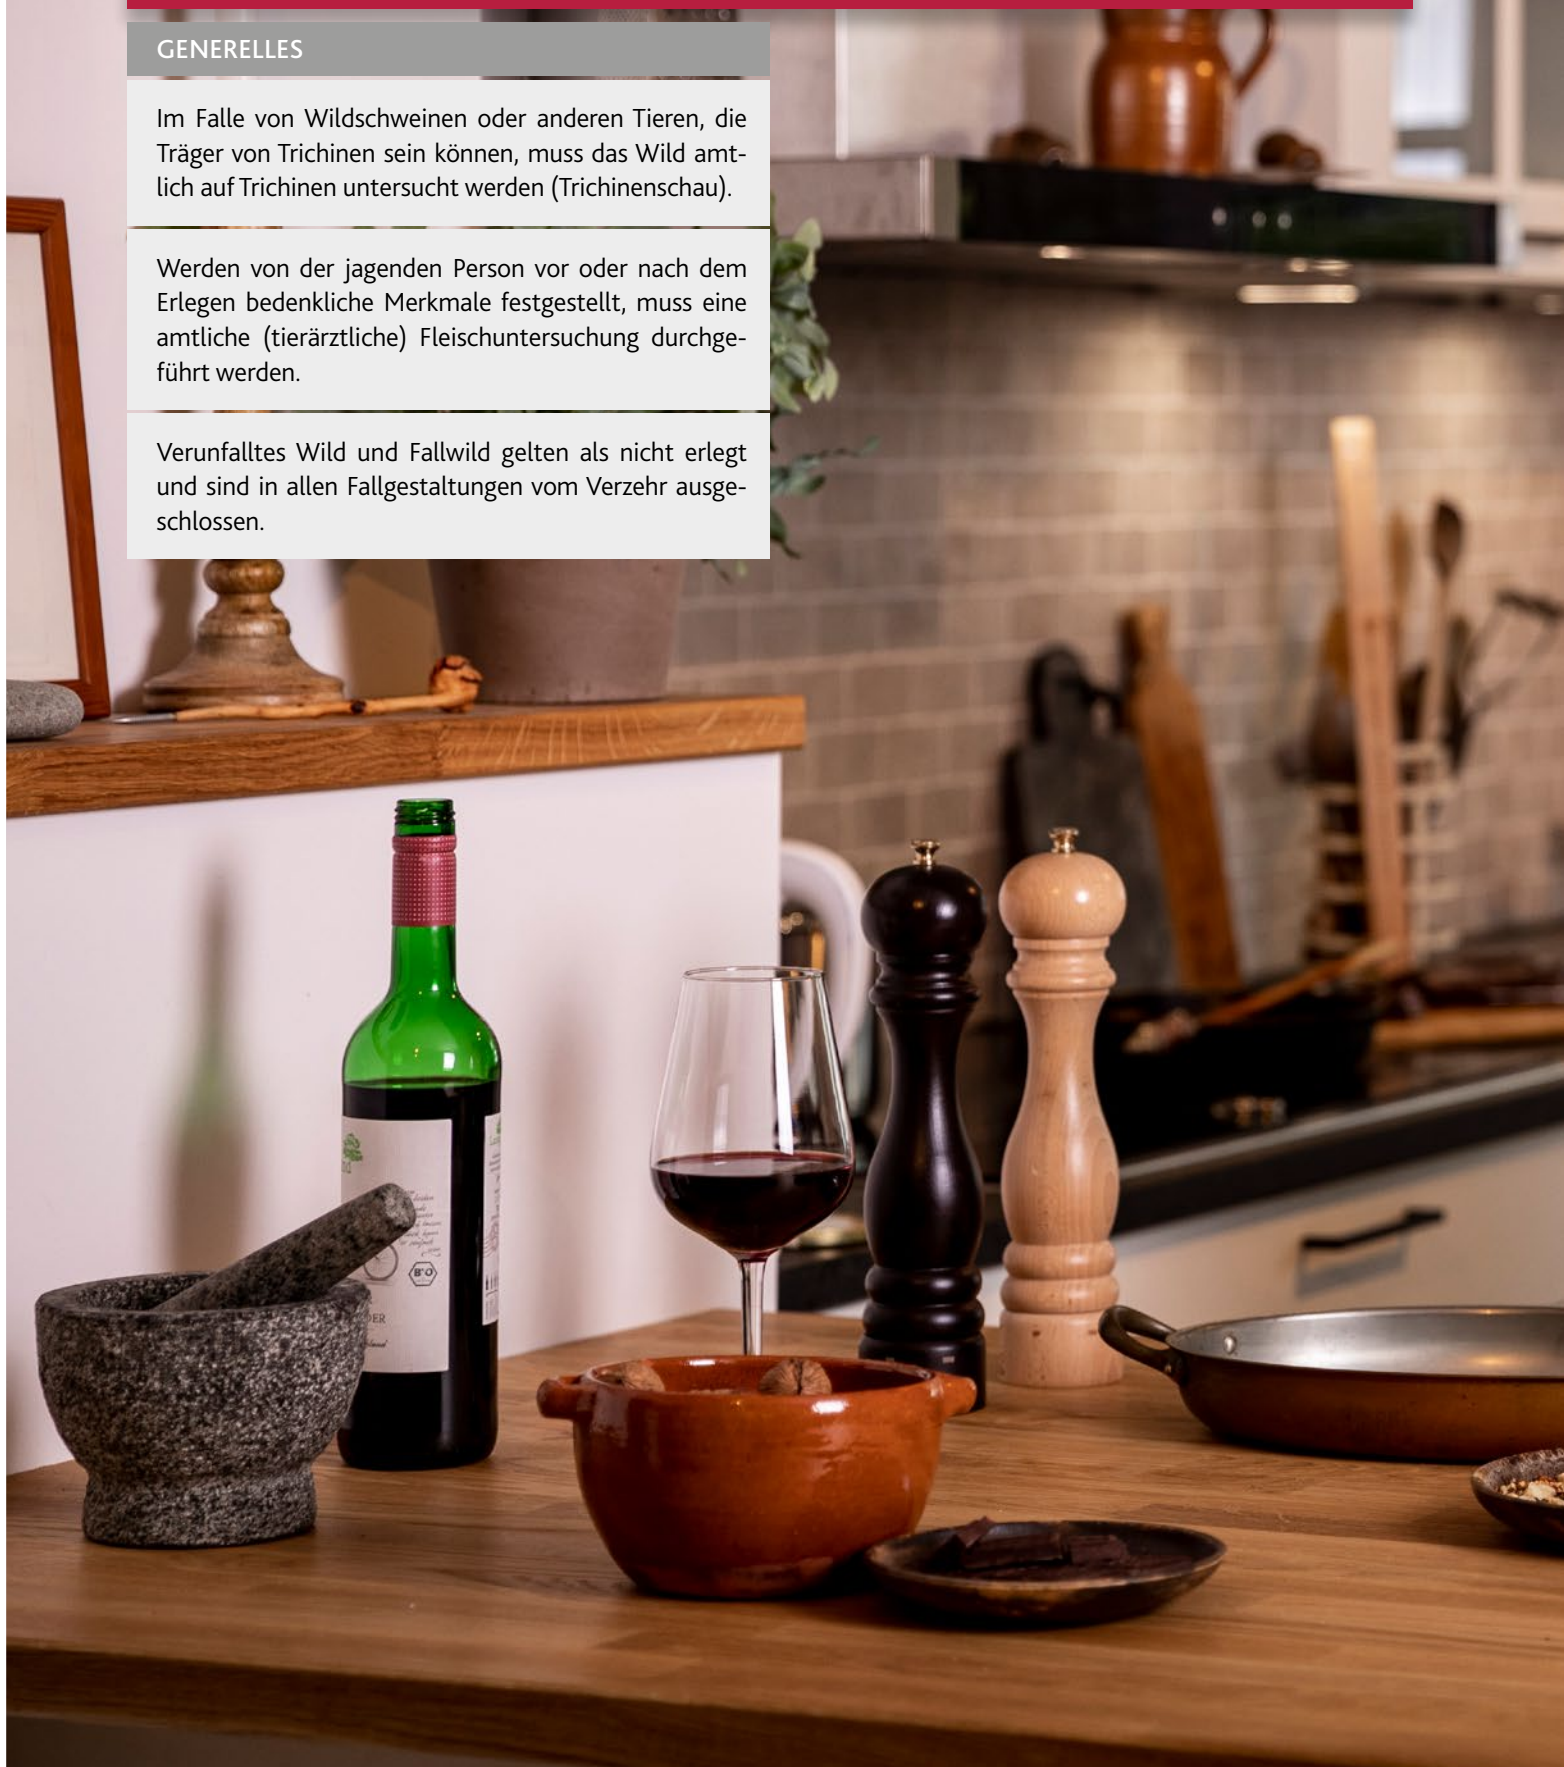 GENERELLES
Im Falle von Wildschweinen oder anderen Tieren, die
Träger von Trichinen sein können, muss das Wild amt-
lich auf Trichinen untersucht werden (Trichinenschau).
Werden von der jagenden Person vor oder nach dem
Erlegen bedenkliche Merkmale festgestellt, muss eine
amtliche (tierärztliche) Fleischuntersuchung durchge-
führt werden.
Verunfalltes Wild und Fallwild gelten als nicht erlegt
und sind in allen Fallgestaltungen vom Verzehr ausge-
schlossen.
BIO